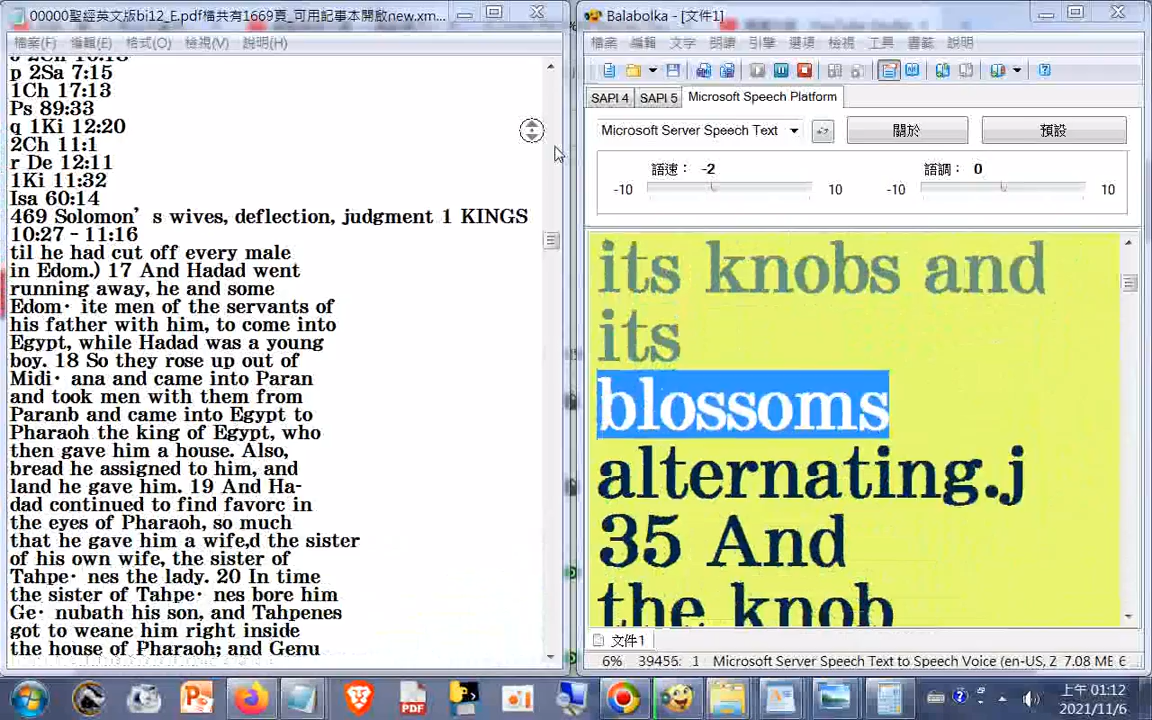 00000聖經英文版bi12_E.pdf檔共有1669頁_可用記事本開啟new.xm...
檔案(F) 編輯(E) 格式(O) 檢視(V) 說明(H)
p 2Sa 7:15
1Ch 17:13
Ps 89:33
q 1Ki 12:20
2Ch 11:1
r De 12:11
1Ki 11:32
Isa 60:14
469 Solomon’s wives, deflection, judgment 1 KINGS
10:27-11:16
til he had cut off every male
in Edom.) 17 And Hadad went
running away, he and some
Edom· ite men of the servants of
his father with him, to come into
Egypt, while Hadad was a young
boy. 18 So they rose up out of
Midi· ana and came into Paran
and took men with them from
Paranb and came into Egypt to
Pharaoh the king of Egypt, who
then gave him a house. Also,
bread he assigned to him, and
land he gave him. 19 And Ha-
dad continued to find favorc in
the eyes of Pharaoh, so much
that he gave him a wife,d the sister
of his own wife, the sister of
Tahpe· nes the lady. 20 In time
the sister of Tahpe· nes bore him
Ge· nubath his son, and Tahpenes
got to weane him right inside
the house of Pharaoh; and Genu
Balabolka - [文件1]
檔案 編輯 文字 朗讀 引擎 選項 檢視 工具 書籤 說明
SAPI 4 SAPI 5 Microsoft Speech Platform
Microsoft Server Speech Text 關於 預設
語速： -2 語調： 0
-10 10 -10 10
its knobs and
its
blossoms
alternating.j
35 And
the knob
文件1
6% 39455: 1 Microsoft Server Speech Text to Speech Voice (en-US, 2 7.08 MB 6
上午 01:12
2021/11/6